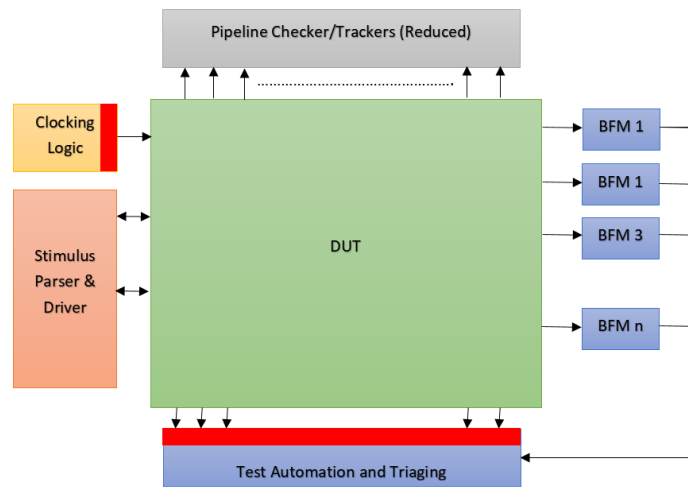 Pipeline Checker/Trackers (Reduced)
Clocking
Logic
BFM 1
BFM 1
Stimulus
Parser &
Driver
DUT
BFM 3
BFM n
Test Automation and Triaging